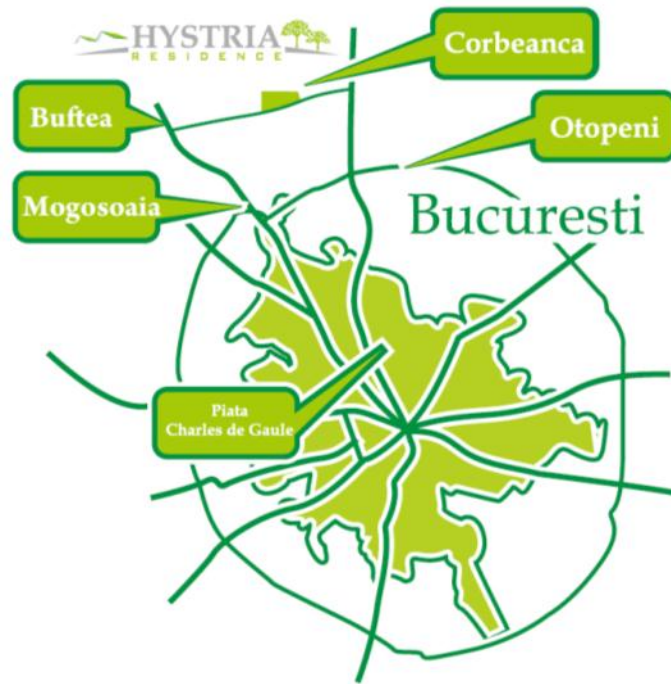 HYSTRIA
RESIDENCE
Corbeanca
Buftea
Otopeni
Mogosoaia
Bucuresti
Piata
Charles de Gaule